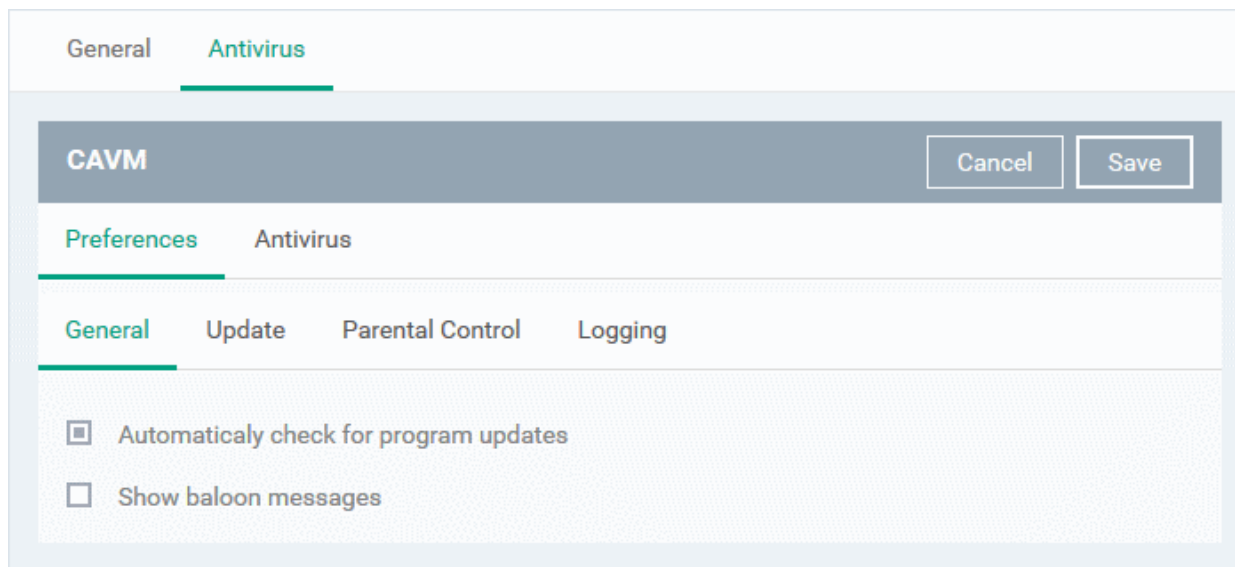 General Antivirus
CAVM Cancel Save
Preferences Antivirus
General Update Parental Control Logging
Automaticaly check for program updates
Show baloon messages